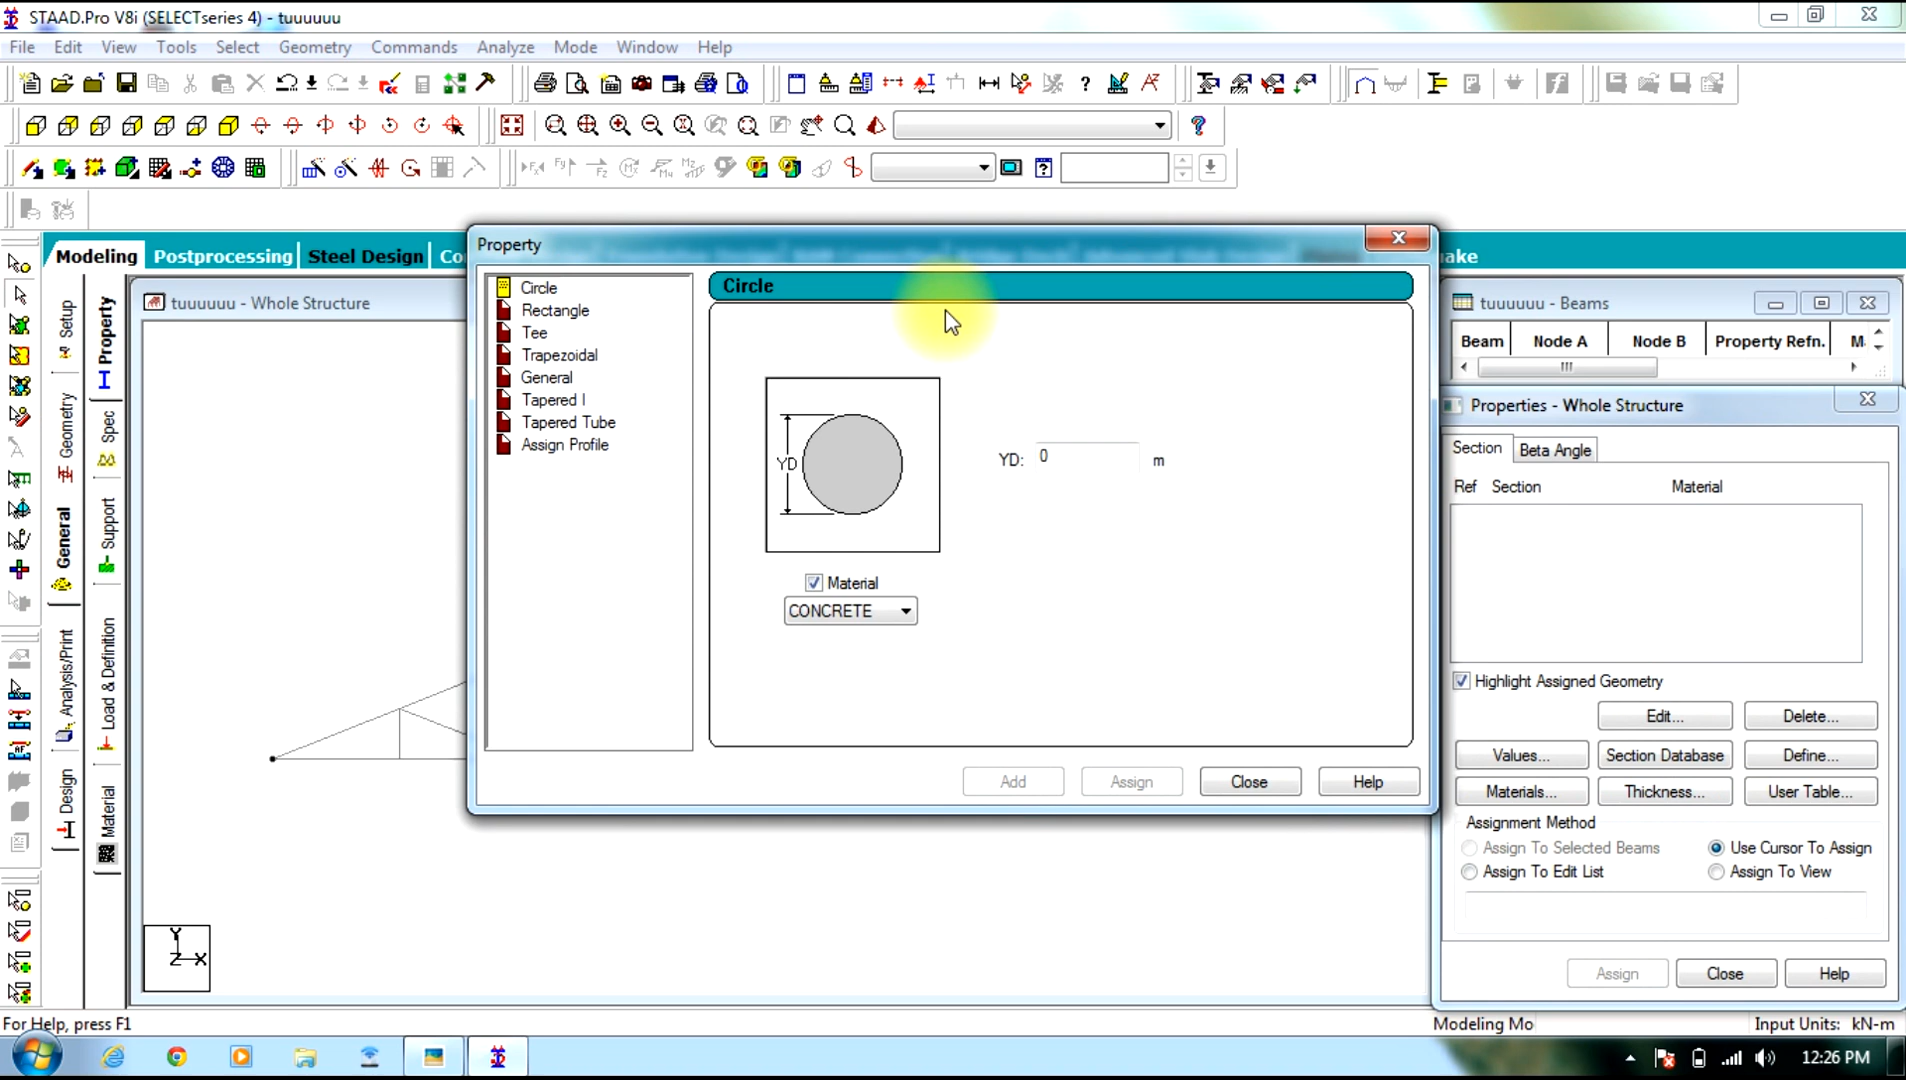 STAAD.Pro V8i (SELECTseries 4) - tuuuuuu
File Edit View Tools Select Geometry Commands Analyze Mode Window Help
Modeling Postprocessing Steel Design
Property
Circle
Rectangle
Tee
Trapezoidal
General
Tapered I
Tapered Tube
Assign Profile
Circle
YD
YD: 0 m
Material
CONCRETE
Add Assign Close Help
tuuuuuu - Whole Structure
Setup
Geometry
General
Analysis/Print
Design
Property
Spec
Support
Load & Definition
Material
Y
Z X
tuuuuuu - Beams
Beam Node A Node B Property Refn.
Properties - Whole Structure
Section Beta Angle
Ref Section Material
Highlight Assigned Geometry
Edit... Delete...
Values... Section Database Define...
Materials... Thickness... User Table...
Assignment Method
Assign To Selected Beams Use Cursor To Assign
Assign To Edit List Assign To View
Assign Close Help
For Help, press F1
Modeling Mo Input Units: kN-m
12:26 PM